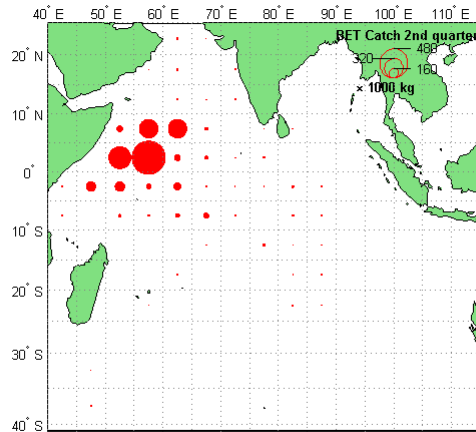 40° E 50° E 60° E 70° E 80° E 90° E 100° E 110° E
BET Catch 2nd quarter
480
320
160
× 1000 kg
20° N
10° N
0°
10° S
20° S
30° S
40° S